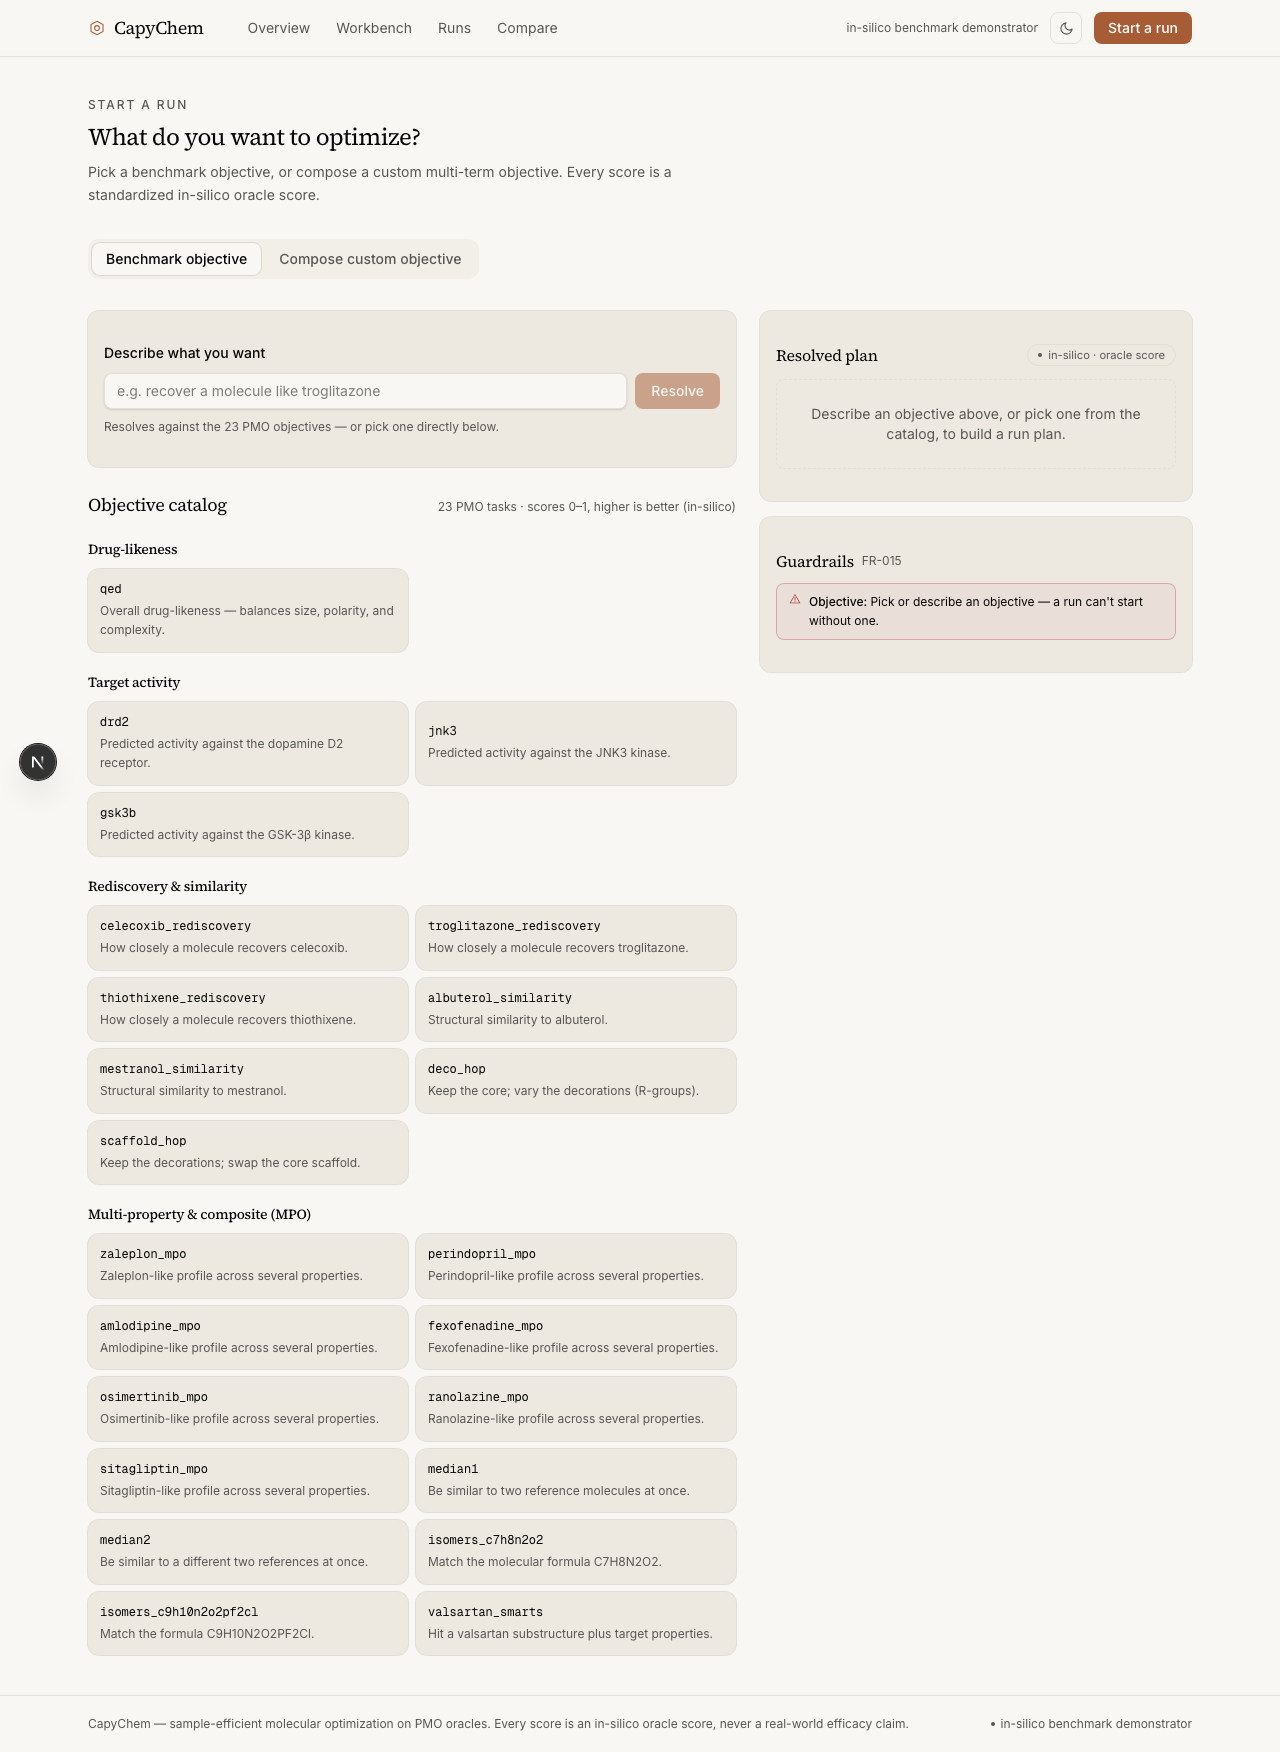 CapyChem
Overview
Workbench
Runs
Compare
in-silico benchmark demonstrator
Start a run
START A RUN
What do you want to optimize?
Pick a benchmark objective, or compose a custom multi-term objective. Every score is a
standardized in-silico oracle score.
Benchmark objective
Compose custom objective
Describe what you want
e.g. recover a molecule like troglitazone
Resolve
Resolves against the 23 PMO objectives — or pick one directly below.
Resolved plan
• in-silico · oracle score
Describe an objective above, or pick one from the
catalog, to build a run plan.
Guardrails FR-015
Objective: Pick or describe an objective — a run can't start
without one.
Objective catalog
23 PMO tasks · scores 0–1, higher is better (in-silico)
Drug-likeness
qed
Overall drug-likeness — balances size, polarity, and
complexity.
Target activity
drd2
Predicted activity against the dopamine D2
receptor.
jnk3
Predicted activity against the JNK3 kinase.
gsk3b
Predicted activity against the GSK-3β kinase.
Rediscovery & similarity
celecoxib_rediscovery
How closely a molecule recovers celecoxib.
troglitazone_rediscovery
How closely a molecule recovers troglitazone.
thiothixene_rediscovery
How closely a molecule recovers thiothixene.
albuterol_similarity
Structural similarity to albuterol.
mestranol_similarity
Structural similarity to mestranol.
deco_hop
Keep the core; vary the decorations (R-groups).
scaffold_hop
Keep the decorations; swap the core scaffold.
Multi-property & composite (MPO)
zaleplon_mpo
Zaleplon-like profile across several properties.
perindopril_mpo
Perindopril-like profile across several properties.
amlodipine_mpo
Amlodipine-like profile across several properties.
fexofenadine_mpo
Fexofenadine-like profile across several properties.
osimertinib_mpo
Osimertinib-like profile across several properties.
ranolazine_mpo
Ranolazine-like profile across several properties.
sitagliptin_mpo
Sitagliptin-like profile across several properties.
median1
Be similar to two reference molecules at once.
median2
Be similar to a different two references at once.
isomers_c7h8n2o2
Match the molecular formula C7H8N2O2.
isomers_c9h10n2o2pf2cl
Match the formula C9H10N2O2PF2Cl.
valsartan_smarts
Hit a valsartan substructure plus target properties.
N
CapyChem — sample-efficient molecular optimization on PMO oracles. Every score is an in-silico oracle score, never a real-world efficacy claim.
• in-silico benchmark demonstrator